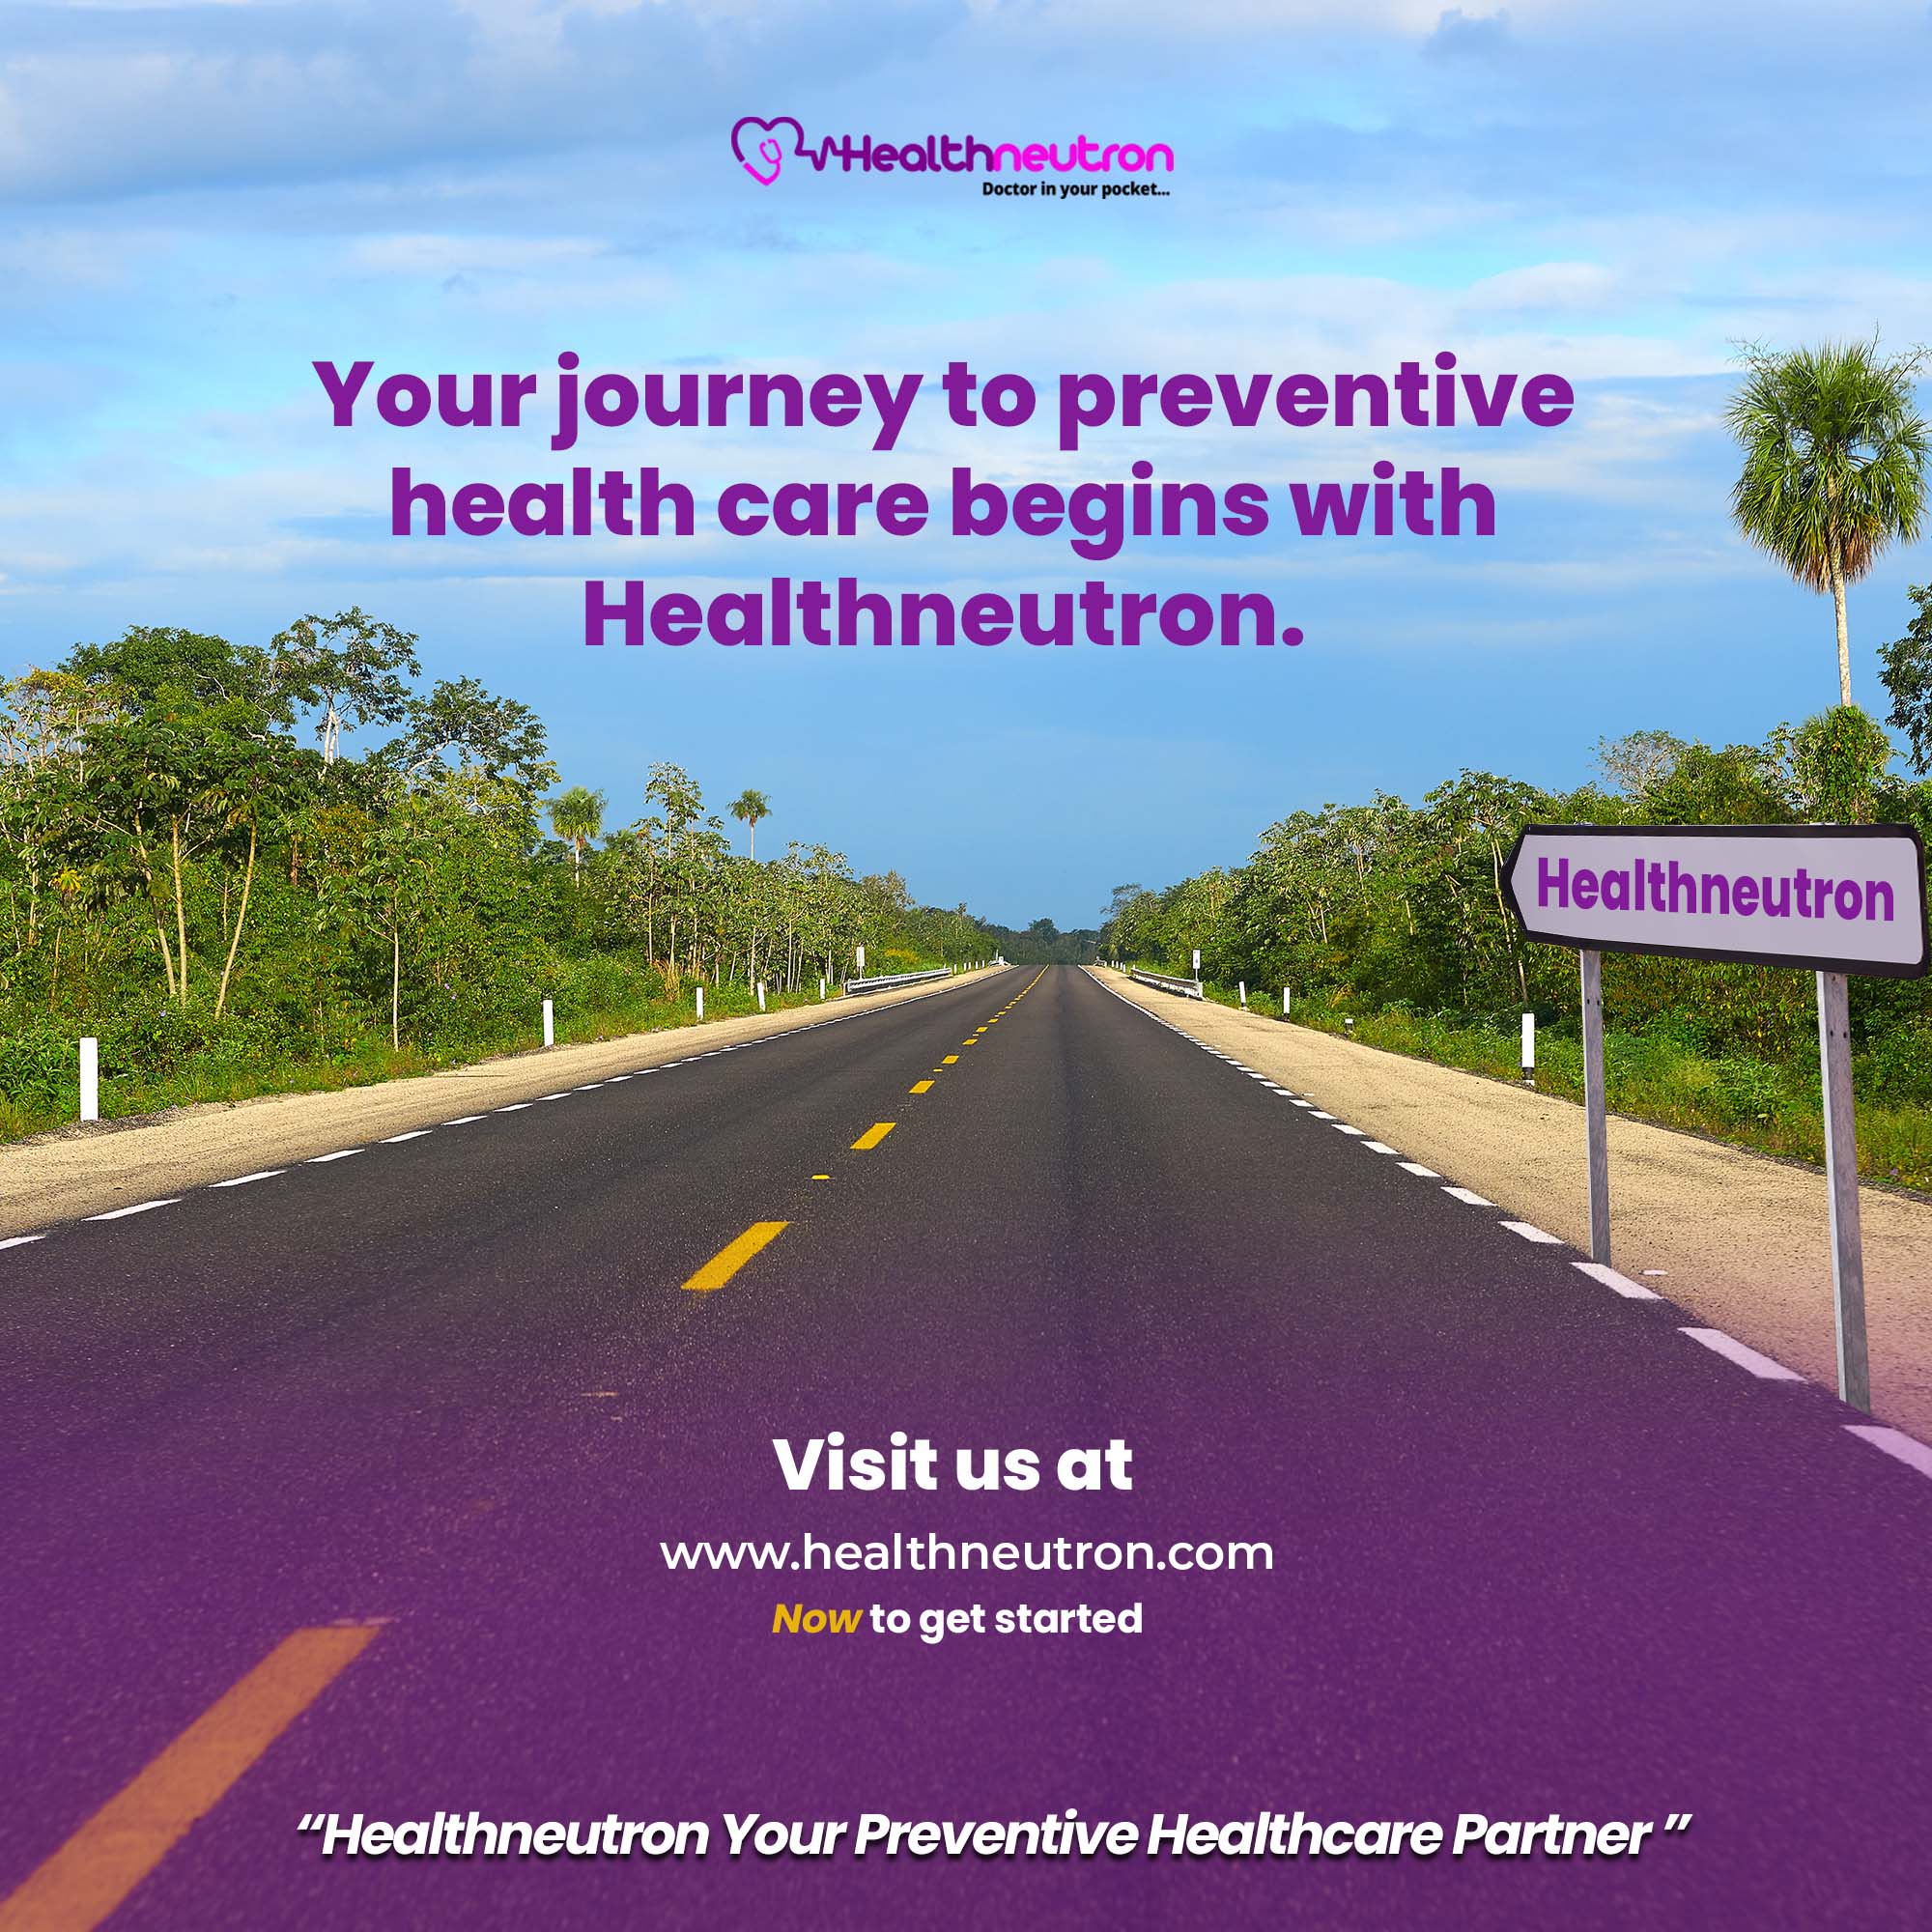 Healthneutron
Doctor in your pocket...
Your journey to preventive
health care begins with
Healthneutron.
Healthneutron
Visit us at
www.healthneutron.com
Now to get started
“Healthneutron Your Preventive Healthcare Partner ”